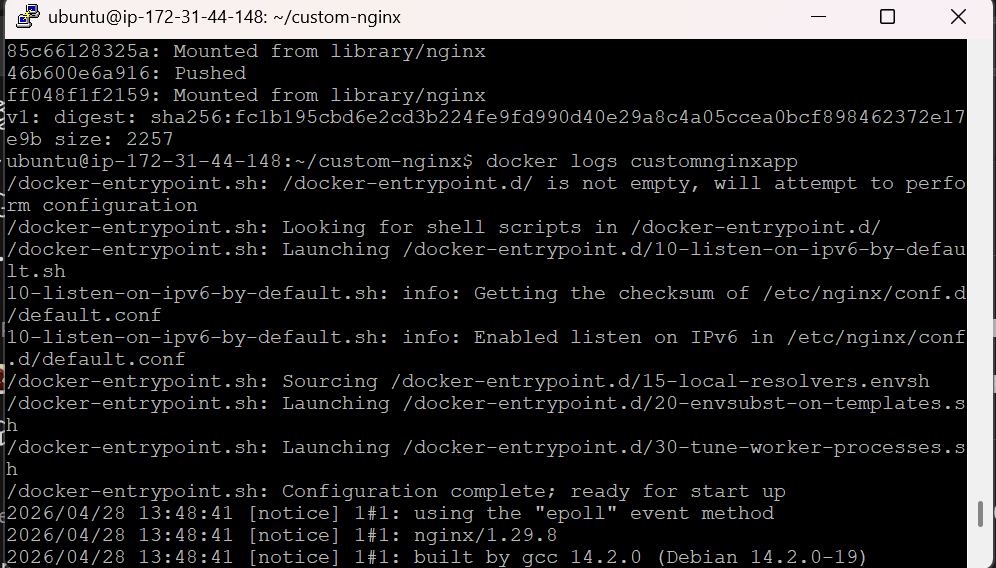 ubuntu@ip-172-31-44-148: ~/custom-nginx
85c66128325a: Mounted from library/nginx
46b600e6a916: Pushed
ff048f1f2159: Mounted from library/nginx
v1: digest: sha256:fc1b195cbd6e2cd3b224fe9fd990d40e29a8c4a05ccea0bcf898462372e17
e9b size: 2257
ubuntu@ip-172-31-44-148:~/custom-nginx$ docker logs customnginxapp
/docker-entrypoint.sh: /docker-entrypoint.d/ is not empty, will attempt to perfo
rm configuration
/docker-entrypoint.sh: Looking for shell scripts in /docker-entrypoint.d/
/docker-entrypoint.sh: Launching /docker-entrypoint.d/10-listen-on-ipv6-by-defau
lt.sh
10-listen-on-ipv6-by-default.sh: info: Getting the checksum of /etc/nginx/conf.d
/default.conf
10-listen-on-ipv6-by-default.sh: info: Enabled listen on IPv6 in /etc/nginx/conf
.d/default.conf
/docker-entrypoint.sh: Sourcing /docker-entrypoint.d/15-local-resolvers.envsh
/docker-entrypoint.sh: Launching /docker-entrypoint.d/20-envsubst-on-templates.s
h
/docker-entrypoint.sh: Launching /docker-entrypoint.d/30-tune-worker-processes.s
h
/docker-entrypoint.sh: Configuration complete; ready for start up
2026/04/28 13:48:41 [notice] 1#1: using the "epoll" event method
2026/04/28 13:48:41 [notice] 1#1: nginx/1.29.8
2026/04/28 13:48:41 [notice] 1#1: built by gcc 14.2.0 (Debian 14.2.0-19)